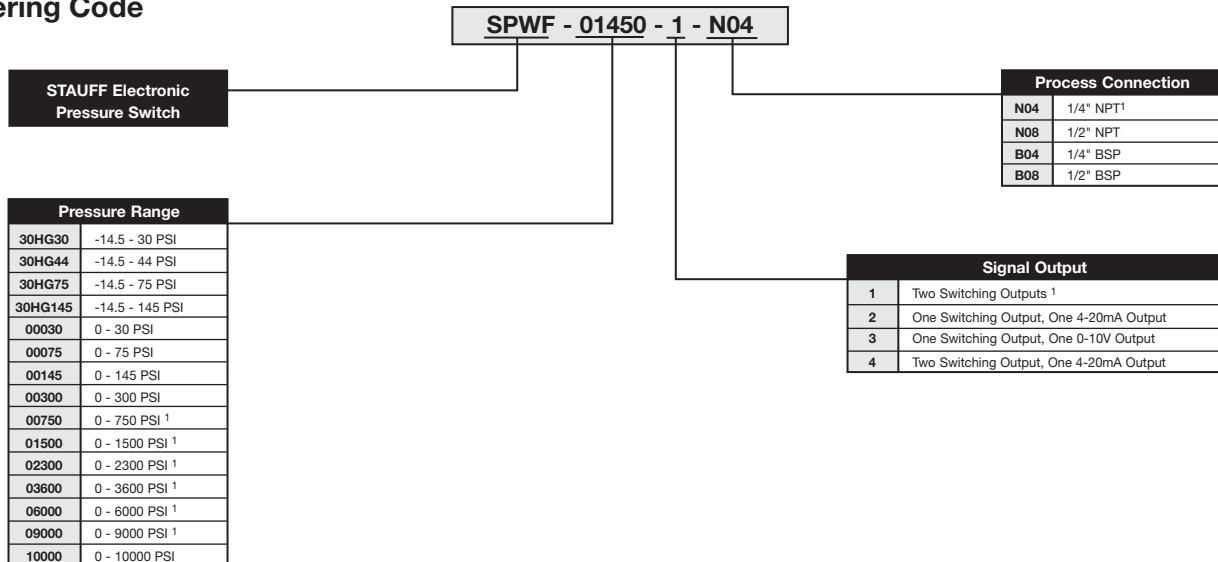 ering Code
SPWF - 01450 - 1 - N04
STAUFF Electronic
Pressure Switch
Process Connection
N04 1/4" NPT1
N08 1/2" NPT
B04 1/4" BSP
B08 1/2" BSP
Pressure Range
30HG30 -14.5 - 30 PSI
30HG44 -14.5 - 44 PSI
30HG75 -14.5 - 75 PSI
30HG145 -14.5 - 145 PSI
00030 0 - 30 PSI
00075 0 - 75 PSI
00145 0 - 145 PSI
00300 0 - 300 PSI
00750 0 - 750 PSI 1
01500 0 - 1500 PSI 1
02300 0 - 2300 PSI 1
03600 0 - 3600 PSI 1
06000 0 - 6000 PSI 1
09000 0 - 9000 PSI 1
10000 0 - 10000 PSI
Signal Output
1 Two Switching Outputs 1
2 One Switching Output, One 4-20mA Output
3 One Switching Output, One 0-10V Output
4 Two Switching Output, One 4-20mA Output